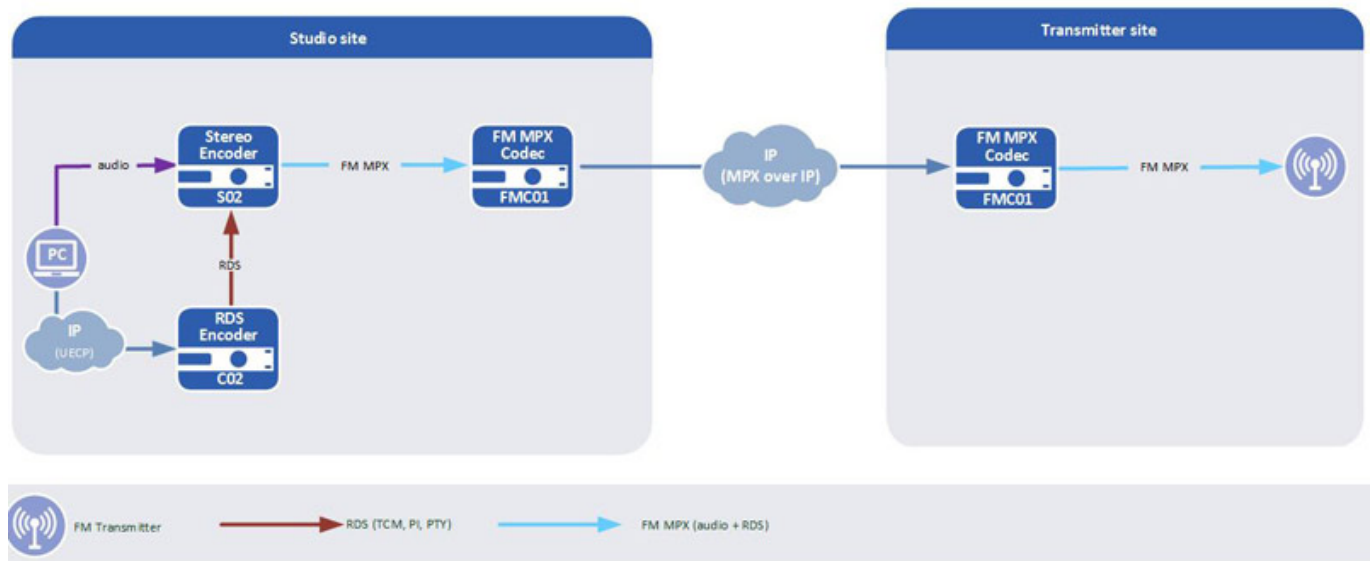 Studio site
Transmitter site
Stereo
Encoder
S02
audio
FM MPX
FM MPX
Codec
FMC01
IP
(MPX over IP)
FM MPX
Codec
FMC01
FM MPX
PC
RDS
IP
(UECP)
RDS
Encoder
C02
FM Transmitter
RDS (TCM, PI, PTY)
FM MPX (audio + RDS)